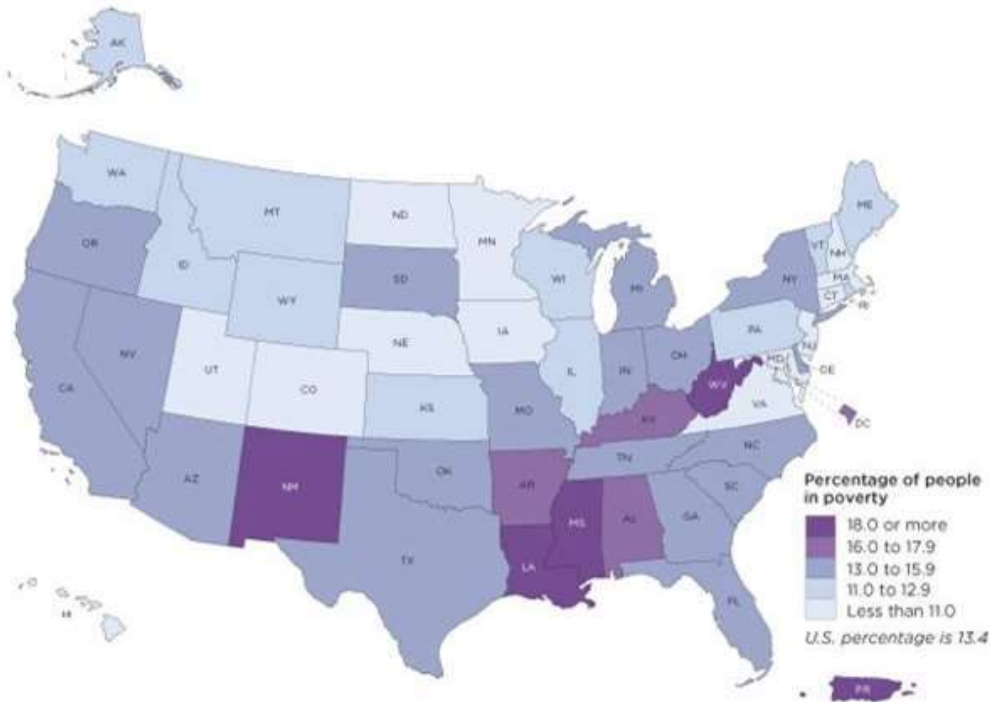 AK
WA
MT
ND
MN
ME
OR
ID
WY
SD
WI
MI
NY
VT
NH
MA
CT
RI
NV
UT
CO
NE
IA
IL
IN
OH
PA
NJ
MD
DE
CA
KS
MO
KY
WV
VA
DC
AZ
NM
OK
AR
TN
NC
SC
TX
LA
MS
AL
GA
FL
HI
Percentage of people
in poverty
18.0 or more
16.0 to 17.9
13.0 to 15.9
11.0 to 12.9
Less than 11.0
U.S. percentage is 13.4
PR